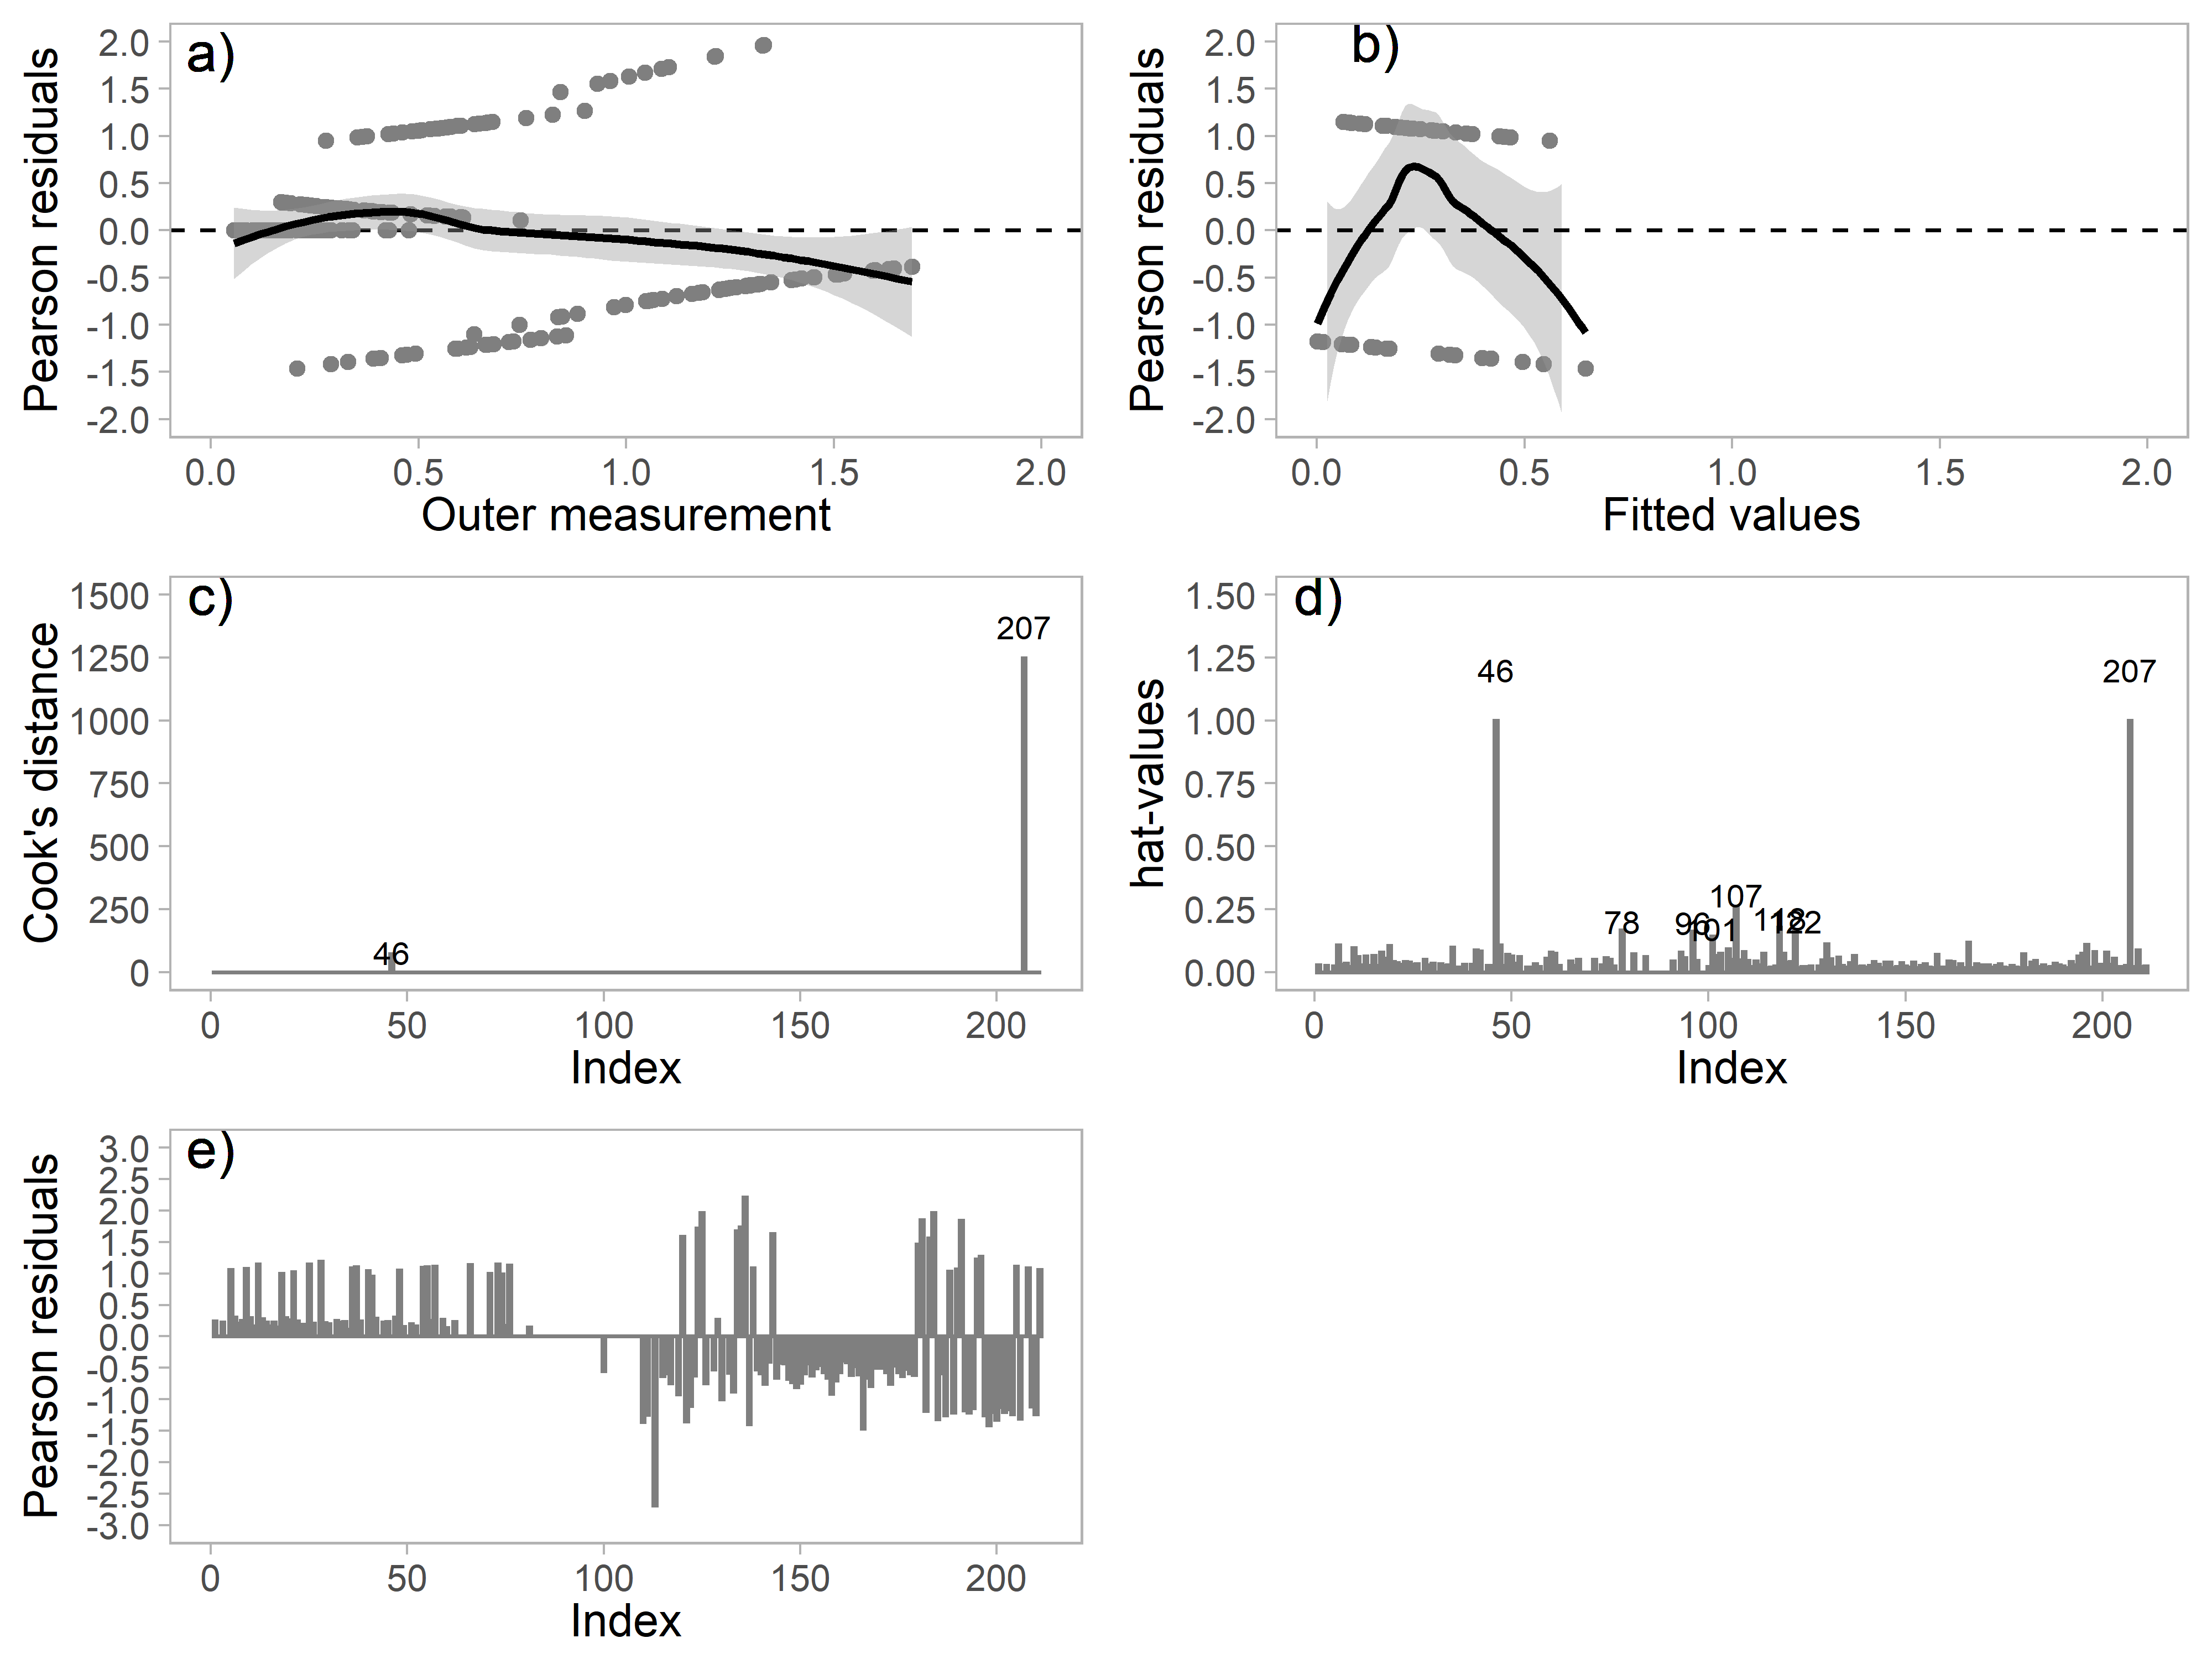 a)
Pearson residuals
2.0
1.5
1.0
0.5
0.0
-0.5
-1.0
-1.5
-2.0
0.0 0.5 1.0 1.5 2.0
Outer measurement
b)
Pearson residuals
2.0
1.5
1.0
0.5
0.0
-0.5
-1.0
-1.5
-2.0
0.0 0.5 1.0 1.5 2.0
Fitted values
c)
Cook's distance
1500
1250
1000
750
500
250
0
207
46
0 50 100 150 200
Index
d)
hat-values
1.50
1.25
1.00
0.75
0.50
0.25
0.00
46
207
107
78
96
101
118
122
0 50 100 150 200
Index
e)
Pearson residuals
3.0
2.5
2.0
1.5
1.0
0.5
0.0
-0.5
-1.0
-1.5
-2.0
-2.5
-3.0
0 50 100 150 200
Index